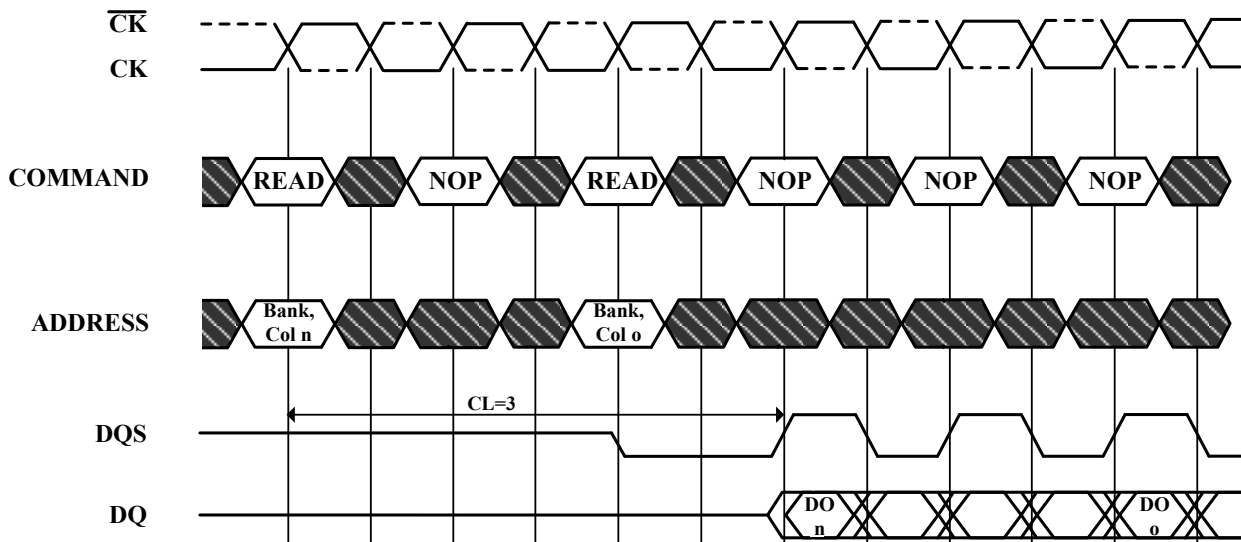 CK
CK
COMMAND
READ
NOP
READ
NOP
NOP
NOP
ADDRESS
Bank,
Col n
Bank,
Col o
CL=3
DQS
DQ
DO
n
DO
o